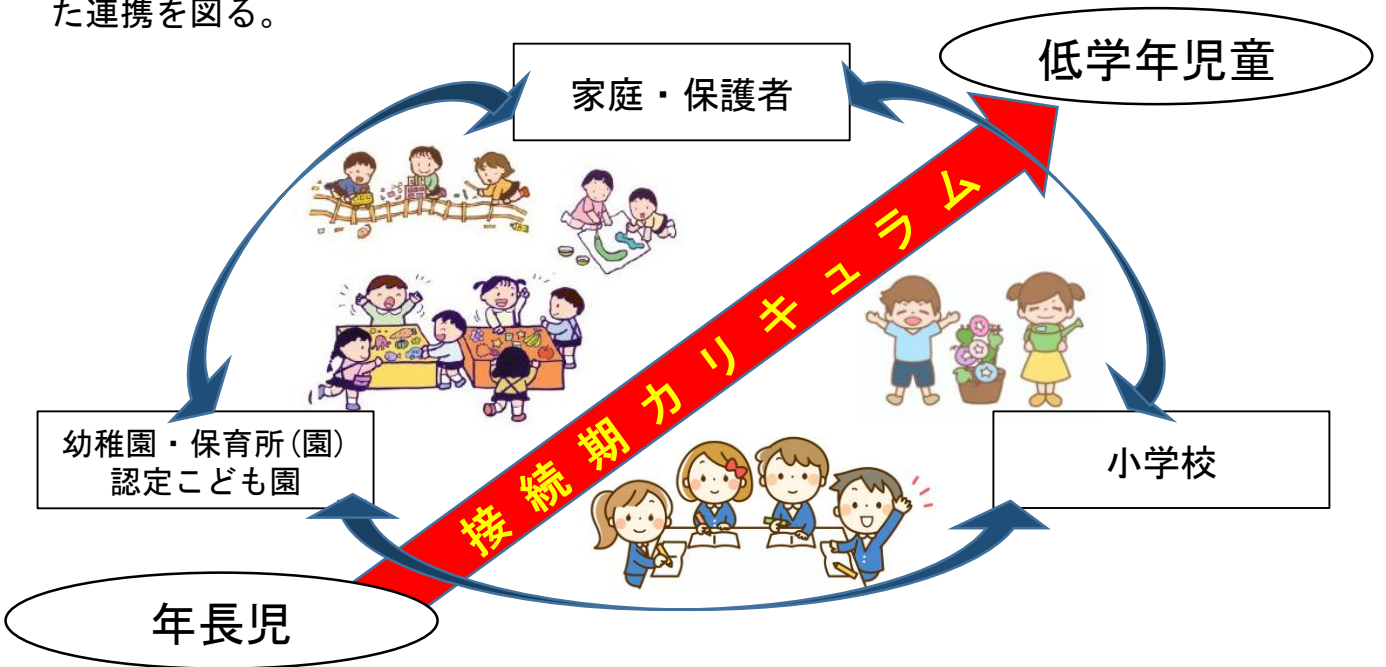 た連携を図る。
低学年児童
家庭・保護者
接続期カリキュラム
幼稚園・保育所(園)
認定こども園
小学校
年長児